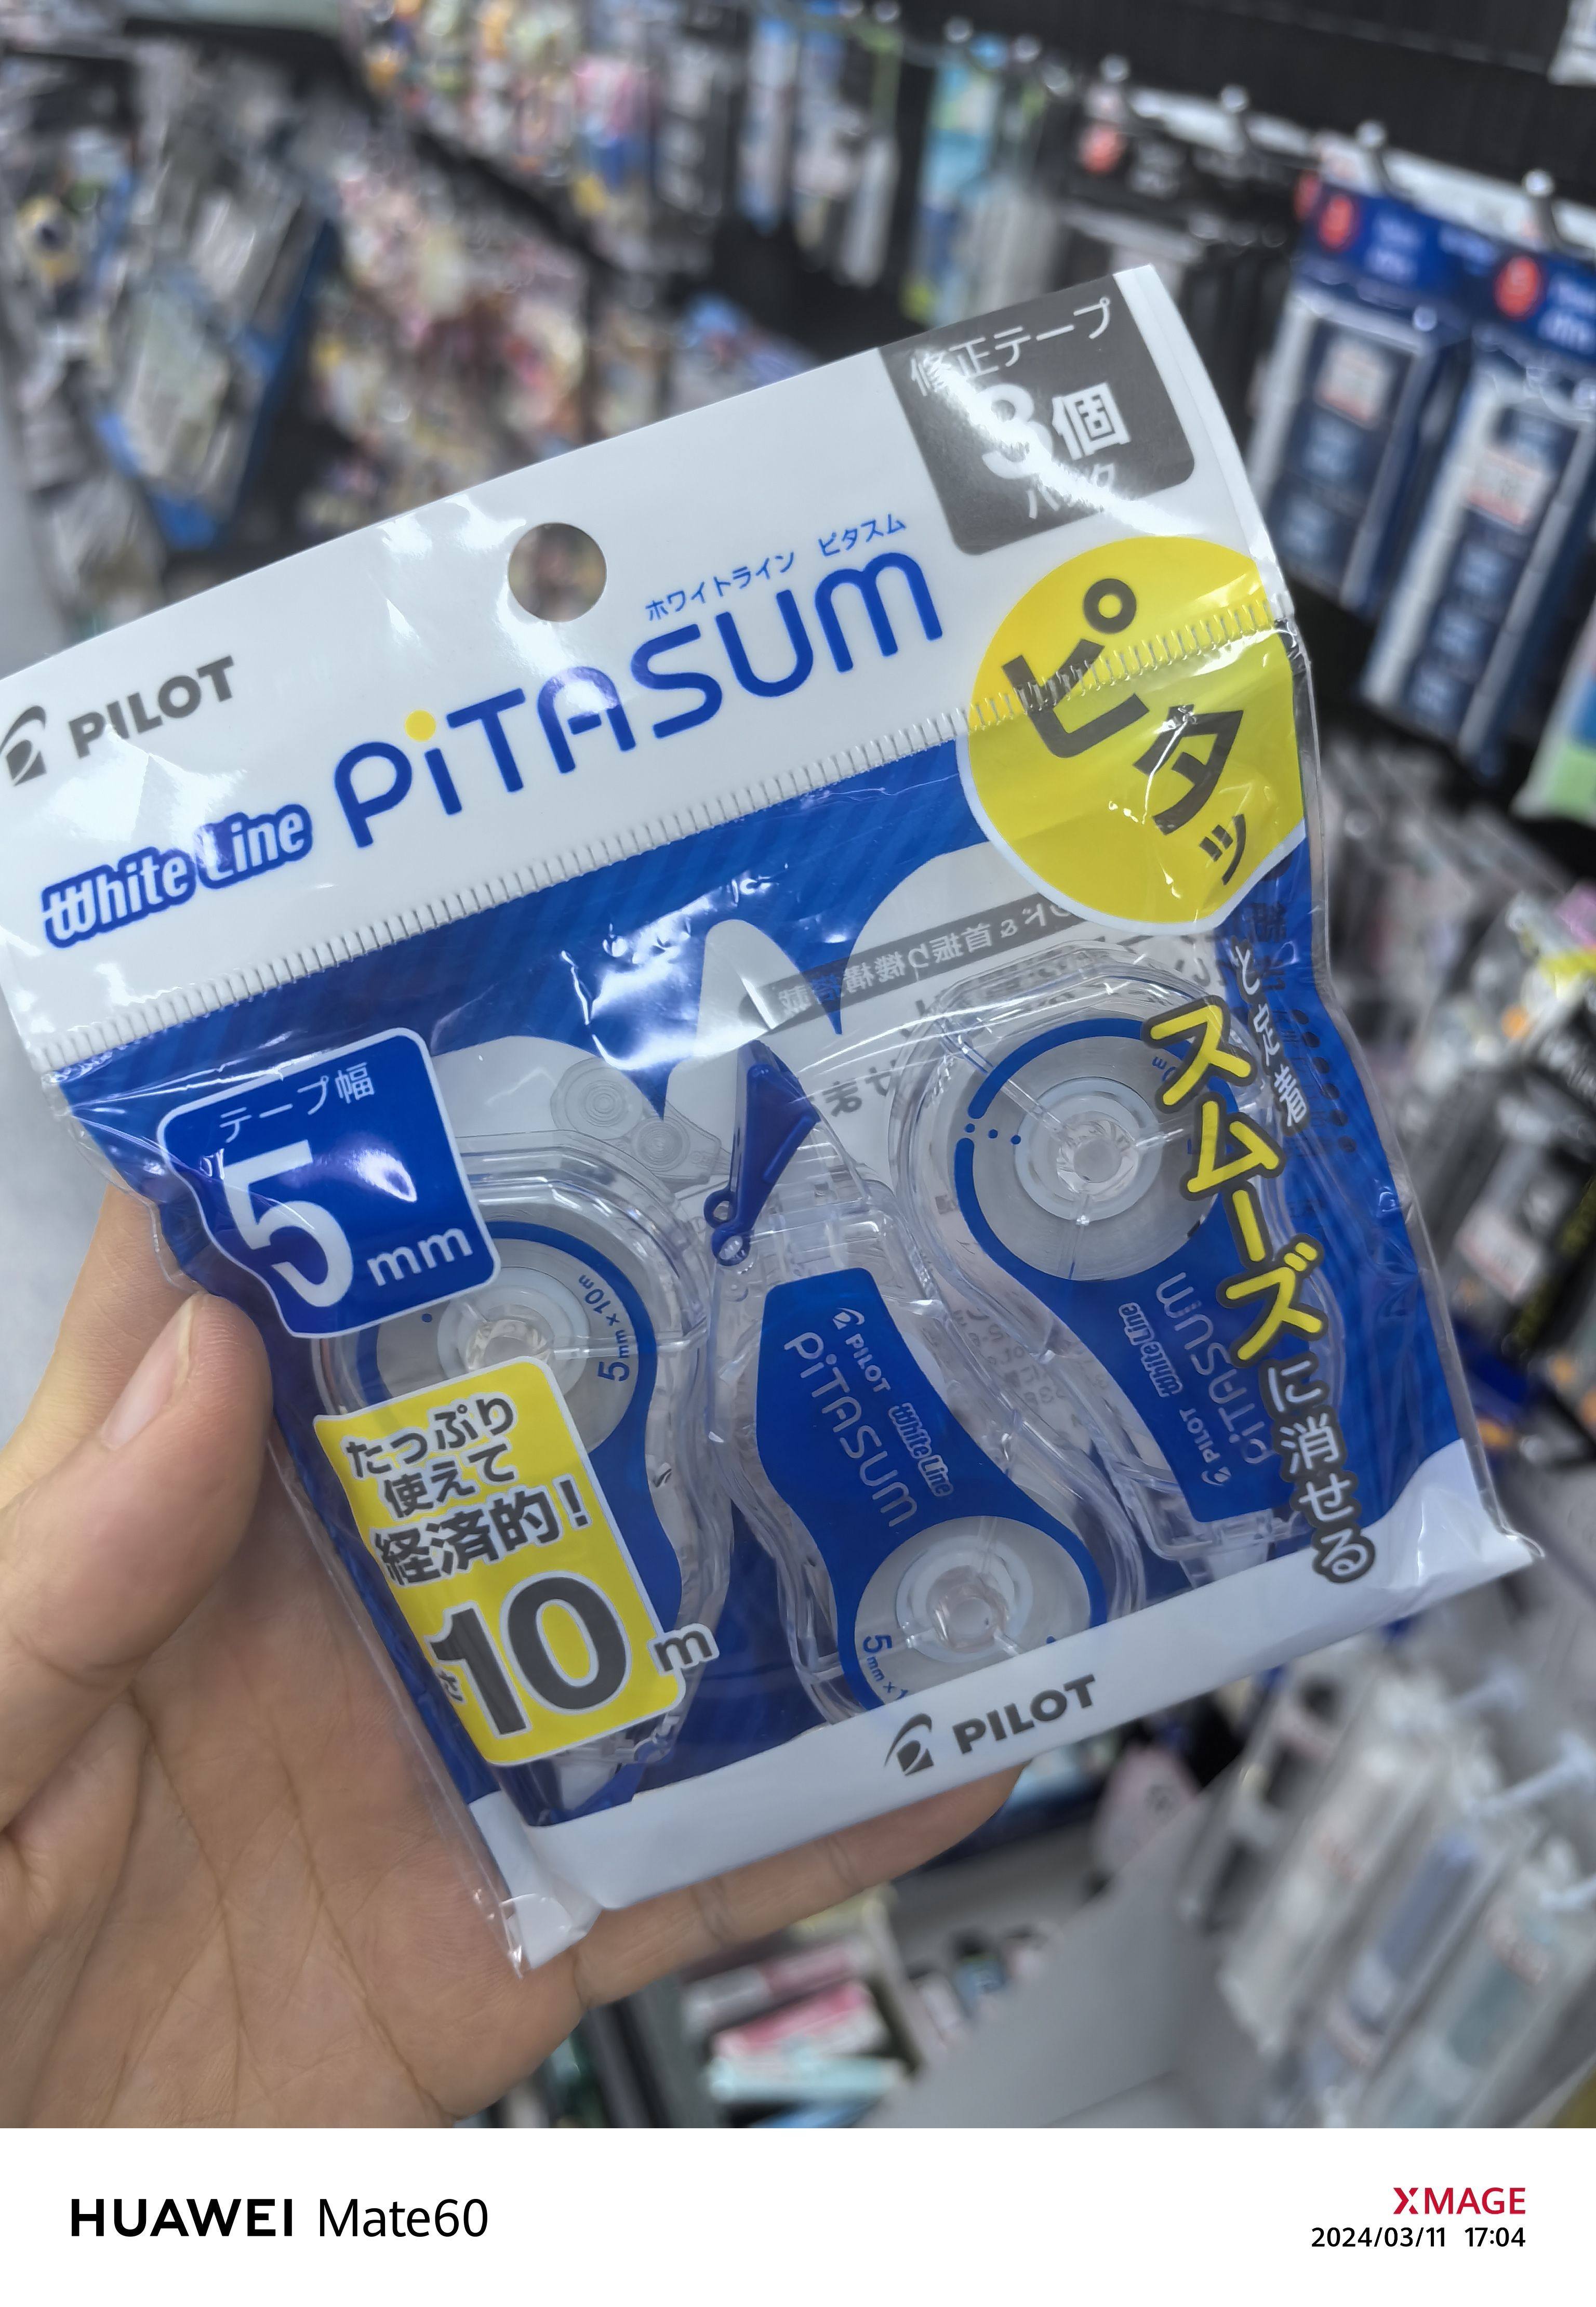 修正テープ
3個
パック
ホワイトライン ピタスム
PILOT
White Line PiTASUM
ピタッ
と定着
スムーズに消せる
テープ幅
5mm
たっぷり
使えて
経済的!
10m
5mm×10m
PILOT White Line
PiTASUM
5mm×1
PILOT White Line
PiTASUM
PILOT
HUAWEI Mate60
XMAGE
2024/03/11 17:04